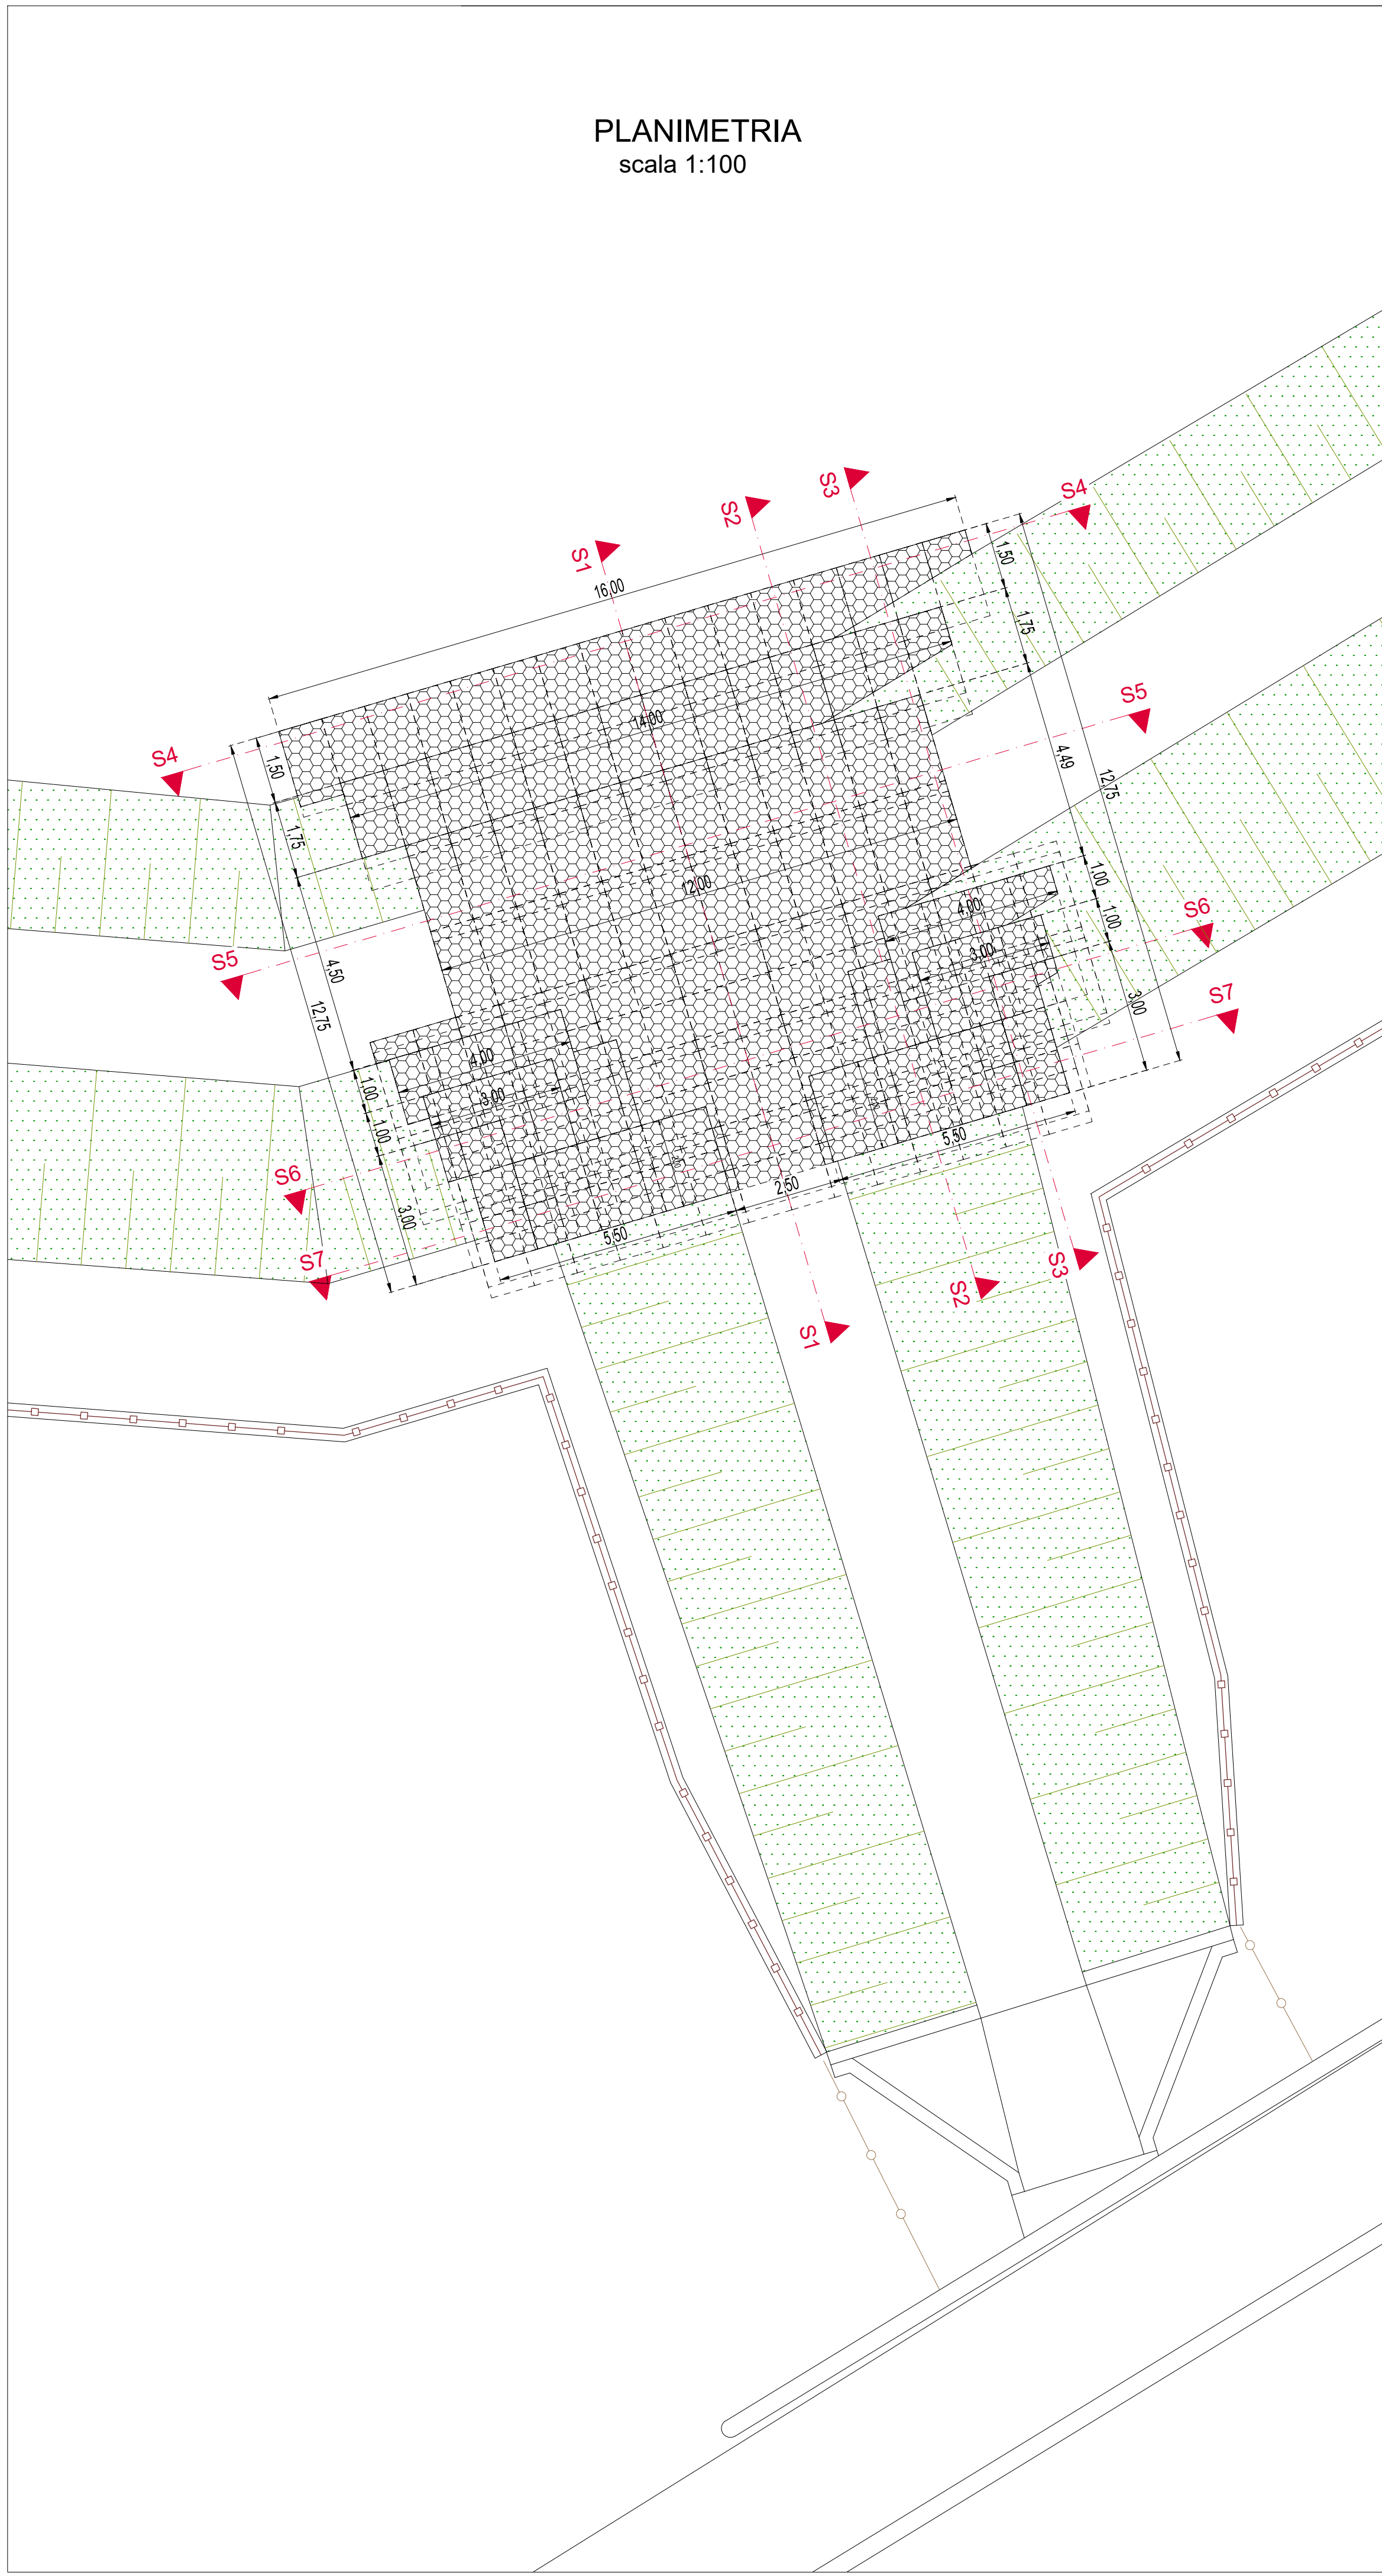 PLANIMETRIA
scala 1:100
S3
S4
S2
S1
1,50
16,00
1,75
S5
14,00
S4
4,49
1,50
12,75
1,75
12,00
1,00
4,00
S6
1,00
3,00
S5
4,50
S7
3,00
12,75
4,00
1,00
3,00
1,00
5,50
S6
2,50
3,00
5,50
S7
S3
S2
S1